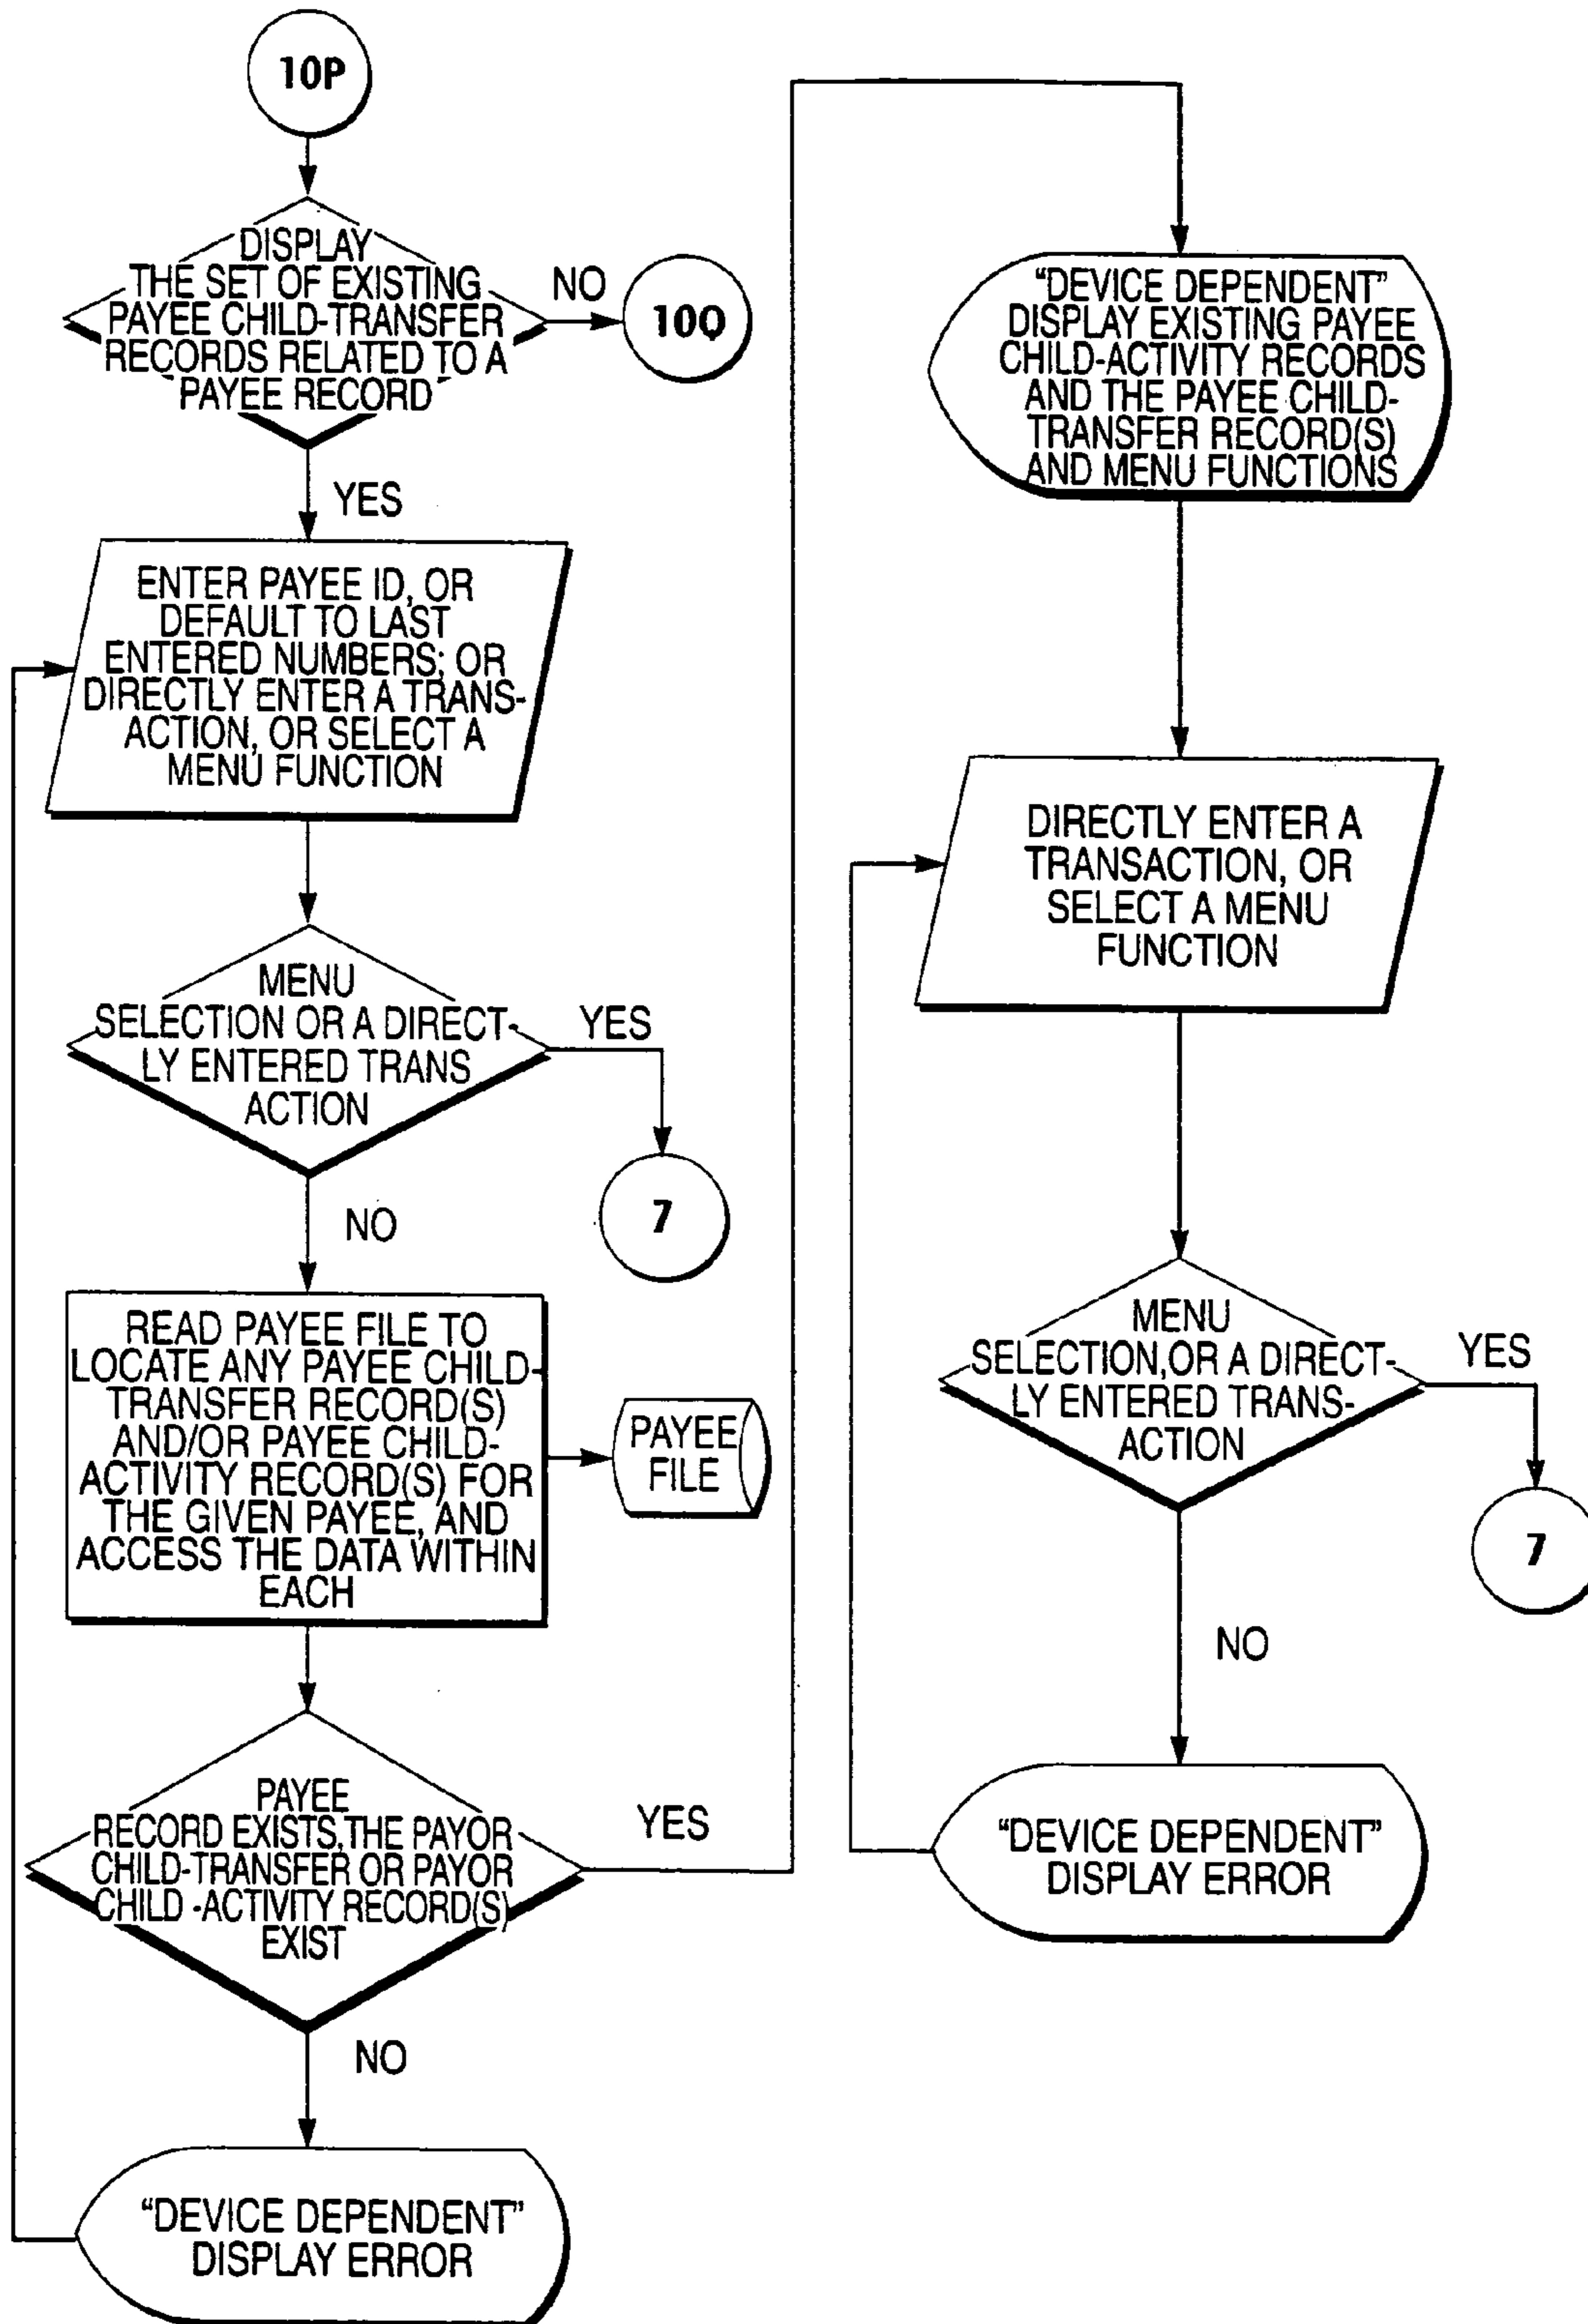 10P
DISPLAY
THE SET OF EXISTING
PAYEE CHILD-TRANSFER
RECORDS RELATED TO A
PAYEE RECORD
NO
10Q
YES
ENTER PAYEE ID, OR
DEFAULT TO LAST
ENTERED NUMBERS; OR
DIRECTLY ENTER A TRANS-
ACTION, OR SELECT A
MENU FUNCTION
MENU
SELECTION OR A DIRECT-
LY ENTERED TRANS
ACTION
YES
7
NO
READ PAYEE FILE TO
LOCATE ANY PAYEE CHILD-
TRANSFER RECORD(S)
AND/OR PAYEE CHILD-
ACTIVITY RECORD(S) FOR
THE GIVEN PAYEE, AND
ACCESS THE DATA WITHIN
EACH
PAYEE
FILE
PAYEE
RECORD EXISTS,THE PAYOR
CHILD-TRANSFER OR PAYOR
CHILD -ACTIVITY RECORD(S)
EXIST
YES
NO
“DEVICE DEPENDENT”
DISPLAY ERROR
“DEVICE DEPENDENT”
DISPLAY EXISTING PAYEE
CHILD-ACTIVITY RECORDS
AND THE PAYEE CHILD-
TRANSFER RECORD(S)
AND MENU FUNCTIONS
DIRECTLY ENTER A
TRANSACTION, OR
SELECT A MENU
FUNCTION
MENU
SELECTION,OR A DIRECT-
LY ENTERED TRANS-
ACTION
YES
7
NO
“DEVICE DEPENDENT”
DISPLAY ERROR